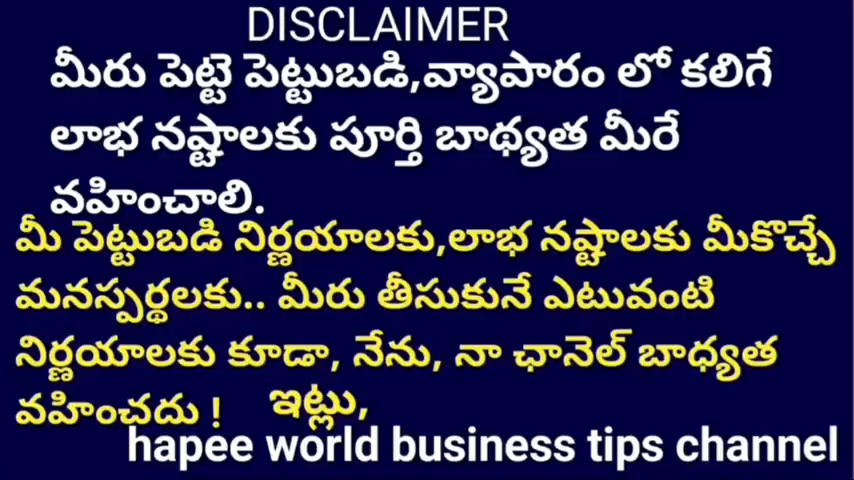 DISCLAIMER
మీరు పెట్టె పెట్టుబడి,వ్యాపారం లో కలిగే
లాభ నష్టాలకు పూర్తి బాథ్యత మీరే
వహించాలి.
మీ పెట్టుబడి నిర్ణయాలకు,లాభ నష్టాలకు మీకొచ్చే
మనస్పర్థలకు.. మీరు తీసుకునే ఎటువంటి
నిర్ణయాలకు కూడా, నేను, నా ఛానెల్ బాధ్యత
వహించదు ! ఇట్లు,
hapee world business tips channel